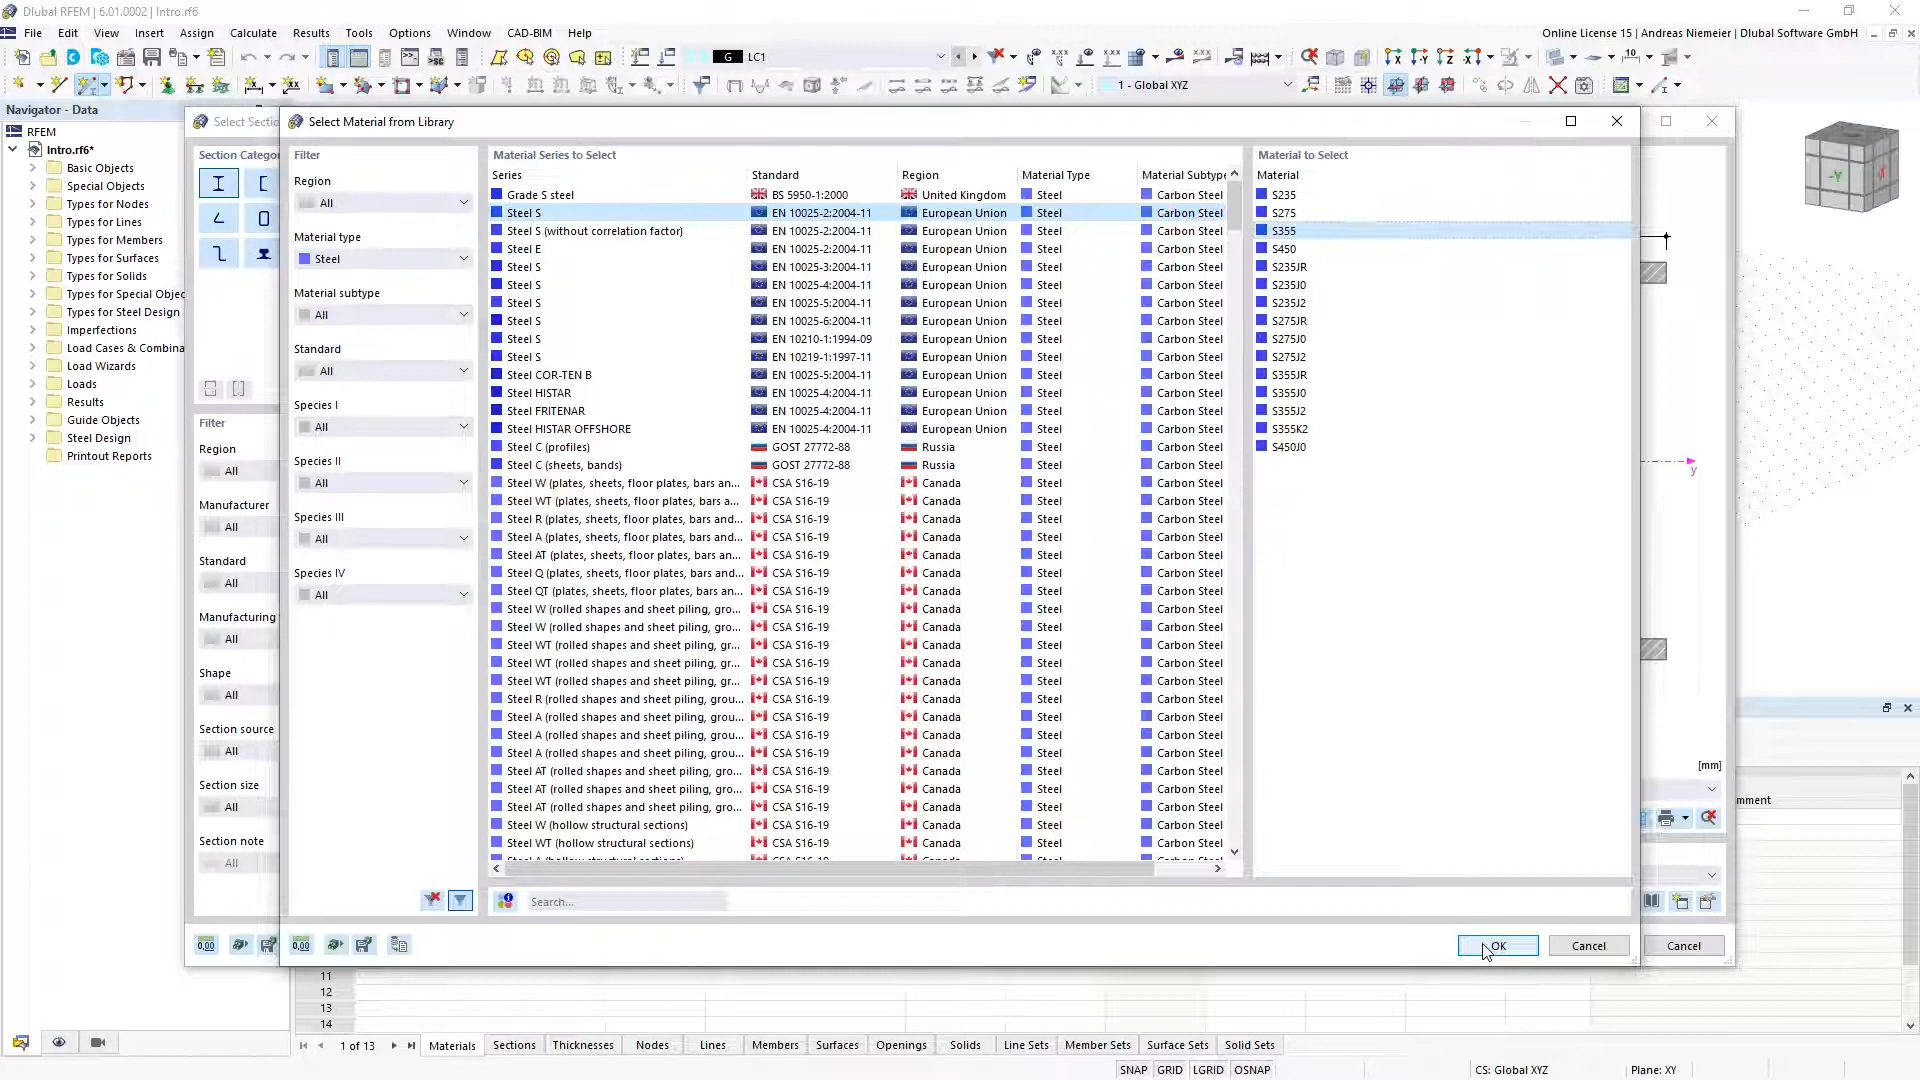 Dlubal RFEM | 6.01.0002 | Intro.rf6*
File Edit View Insert Assign Calculate Results Tools Options Window CAD-BIM Help
Online License 15 | Andreas Niemeier | Dlubal Software GmbH
G LC1
1 - Global XYZ
Navigator - Data
RFEM
Intro.rf6*
Basic Objects
Special Objects
Types for Nodes
Types for Lines
Types for Members
Types for Surfaces
Types for Solids
Types for Special Objec
Types for Steel Design
Imperfections
Load Cases & Combina
Load Wizards
Loads
Results
Guide Objects
Steel Design
Printout Reports
Select Sectio
Section Catego
Filter
Region
All
Manufacturer
All
Standard
All
Manufacturing
All
Shape
All
Section source
All
Section size
All
Section note
All
Select Material from Library
Filter
Region
All
Material type
Steel
Material subtype
All
Standard
All
Species I
All
Species II
All
Species III
All
Species IV
All
Material Series to Select
Series Standard Region Material Type Material Subtype
Grade S steel BS 5950-1:2000 United Kingdom Steel Carbon Steel
Steel S EN 10025-2:2004-11 European Union Steel Carbon Steel
Steel S (without correlation factor) EN 10025-2:2004-11 European Union Steel Carbon Steel
Steel E EN 10025-2:2004-11 European Union Steel Carbon Steel
Steel S EN 10025-3:2004-11 European Union Steel Carbon Steel
Steel S EN 10025-4:2004-11 European Union Steel Carbon Steel
Steel S EN 10025-5:2004-11 European Union Steel Carbon Steel
Steel S EN 10025-6:2004-11 European Union Steel Carbon Steel
Steel S EN 10210-1:1994-09 European Union Steel Carbon Steel
Steel S EN 10219-1:1997-11 European Union Steel Carbon Steel
Steel COR-TEN B EN 10025-5:2004-11 European Union Steel Carbon Steel
Steel HISTAR EN 10025-4:2004-11 European Union Steel Carbon Steel
Steel FRITENAR EN 10025-4:2004-11 European Union Steel Carbon Steel
Steel HISTAR OFFSHORE EN 10025-4:2004-11 European Union Steel Carbon Steel
Steel C (profiles) GOST 27772-88 Russia Steel Carbon Steel
Steel C (sheets, bands) GOST 27772-88 Russia Steel Carbon Steel
Steel W (plates, sheets, floor plates, bars an... CSA S16-19 Canada Steel Carbon Steel
Steel WT (plates, sheets, floor plates, bars a... CSA S16-19 Canada Steel Carbon Steel
Steel R (plates, sheets, floor plates, bars and... CSA S16-19 Canada Steel Carbon Steel
Steel A (plates, sheets, floor plates, bars and... CSA S16-19 Canada Steel Carbon Steel
Steel AT (plates, sheets, floor plates, bars an... CSA S16-19 Canada Steel Carbon Steel
Steel Q (plates, sheets, floor plates, bars and... CSA S16-19 Canada Steel Carbon Steel
Steel QT (plates, sheets, floor plates, bars an... CSA S16-19 Canada Steel Carbon Steel
Steel W (rolled shapes and sheet piling, gro... CSA S16-19 Canada Steel Carbon Steel
Steel W (rolled shapes and sheet piling, gro... CSA S16-19 Canada Steel Carbon Steel
Steel WT (rolled shapes and sheet piling, gr... CSA S16-19 Canada Steel Carbon Steel
Steel WT (rolled shapes and sheet piling, gr... CSA S16-19 Canada Steel Carbon Steel
Steel WT (rolled shapes and sheet piling, gr... CSA S16-19 Canada Steel Carbon Steel
Steel R (rolled shapes and sheet piling, grou... CSA S16-19 Canada Steel Carbon Steel
Steel A (rolled shapes and sheet piling, grou... CSA S16-19 Canada Steel Carbon Steel
Steel A (rolled shapes and sheet piling, grou... CSA S16-19 Canada Steel Carbon Steel
Steel A (rolled shapes and sheet piling, grou... CSA S16-19 Canada Steel Carbon Steel
Steel AT (rolled shapes and sheet piling, gro... CSA S16-19 Canada Steel Carbon Steel
Steel AT (rolled shapes and sheet piling, gro... CSA S16-19 Canada Steel Carbon Steel
Steel AT (rolled shapes and sheet piling, gro... CSA S16-19 Canada Steel Carbon Steel
Steel W (hollow structural sections) CSA S16-19 Canada Steel Carbon Steel
Steel WT (hollow structural sections) CSA S16-19 Canada Steel Carbon Steel
Search...
Material to Select
Material
S235
S275
S355
S450
S235JR
S235J0
S235J2
S275JR
S275J0
S275J2
S355JR
S355J0
S355J2
S355K2
S450J0
OK Cancel Cancel
-Y
y
[mm]
mment
11
12
13
14
1 of 13 Materials Sections Thicknesses Nodes Lines Members Surfaces Openings Solids Line Sets Member Sets Surface Sets Solid Sets
SNAP GRID LGRID OSNAP CS: Global XYZ Plane: XY